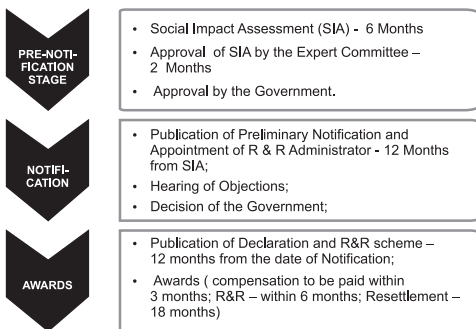 PRE-NOTI-
FICATION
STAGE
• Social Impact Assessment (SIA) - 6 Months
• Approval of SIA by the Expert Committee –
2 Months
• Approval by the Government.
NOTIFI-
CATION
• Publication of Preliminary Notification and
Appointment of R & R Administrator - 12 Months
from SIA;
• Hearing of Objections;
• Decision of the Government;
AWARDS
• Publication of Declaration and R&R scheme –
12 months from the date of Notification;
• Awards ( compensation to be paid within
3 months; R&R – within 6 months; Resettlement -
18 months)